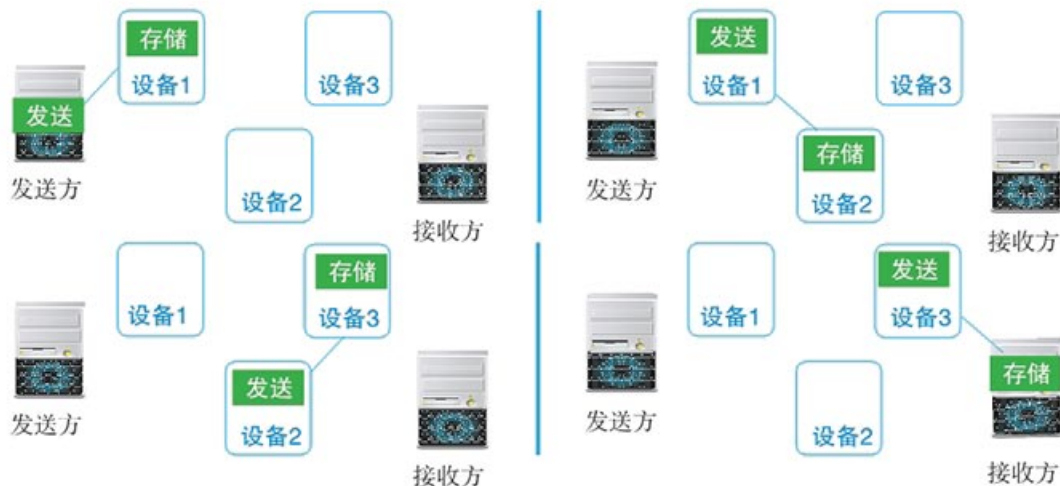 存储
设备1
发送
发送方
设备3
设备2
接收方
发送
设备1
设备3
存储
设备2
发送方
接收方
设备1
存储
设备3
发送
设备2
发送方
接收方
设备1
发送
设备3
存储
设备2
发送方
接收方